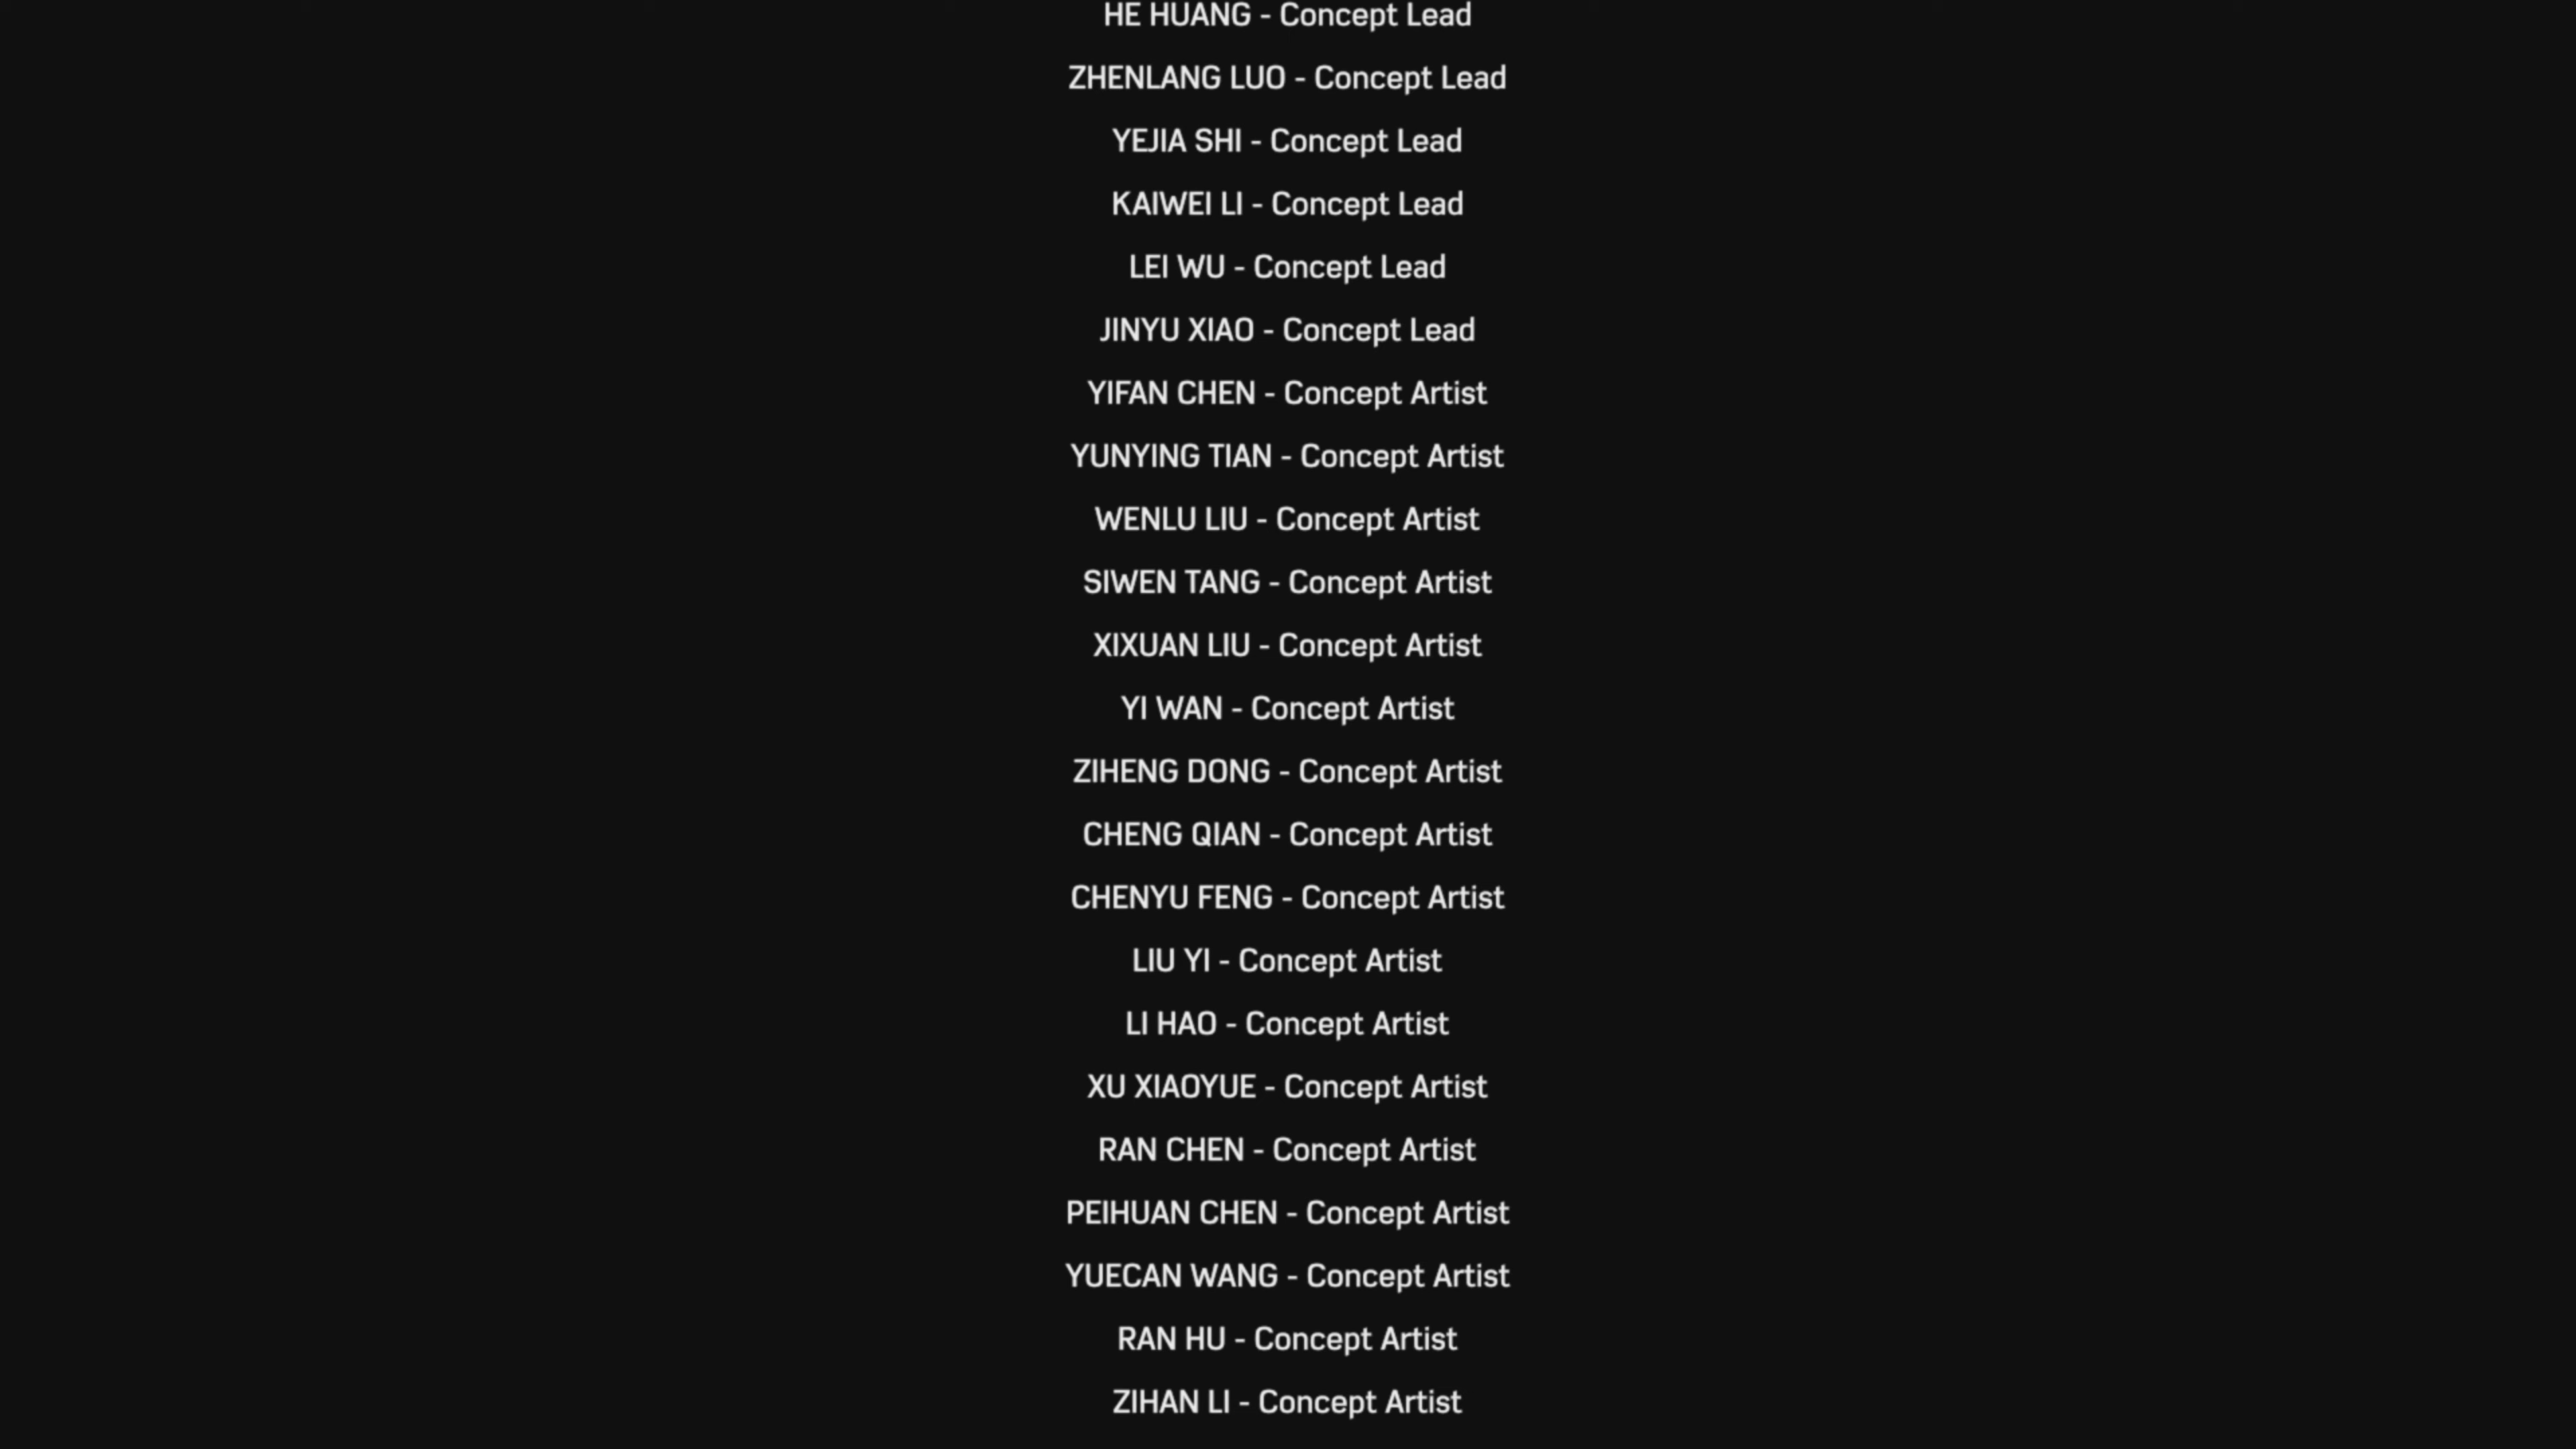 HE HUANG - Concept Lead
ZHENLANG LUO - Concept Lead
YEJIA SHI - Concept Lead
KAIWEI LI - Concept Lead
LEI WU - Concept Lead
JINYU XIAO - Concept Lead
YIFAN CHEN - Concept Artist
YUNYING TIAN - Concept Artist
WENLU LIU - Concept Artist
SIWEN TANG - Concept Artist
XIXUAN LIU - Concept Artist
YI WAN - Concept Artist
ZIHENG DONG - Concept Artist
CHENG QIAN - Concept Artist
CHENYU FENG - Concept Artist
LIU YI - Concept Artist
LI HAO - Concept Artist
XU XIAOYUE - Concept Artist
RAN CHEN - Concept Artist
PEIHUAN CHEN - Concept Artist
YUECAN WANG - Concept Artist
RAN HU - Concept Artist
ZIHAN LI - Concept Artist